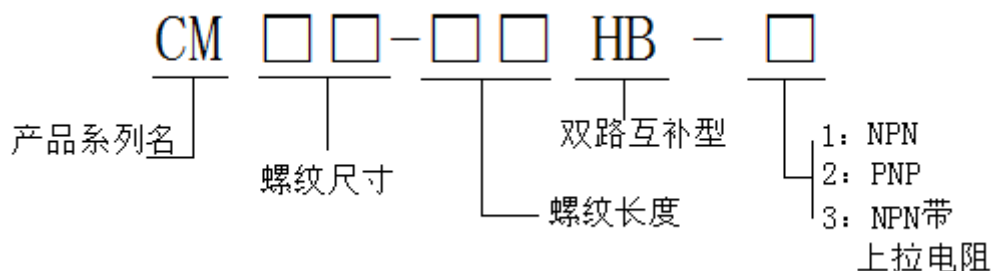 CM □□-□□ HB - □
产品系列名
螺纹尺寸
螺纹长度
双路互补型
1: NPN
2: PNP
3: NPN带
上拉电阻